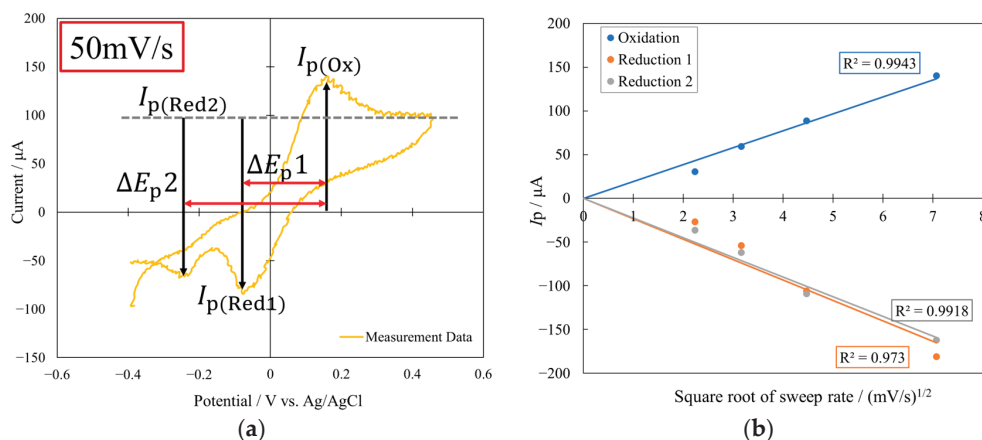 200
150
100
50
0
−50
−100
−150
−0.6
−0.4
−0.2
0
0.2
0.4
0.6
Current / μA
Potential / V vs. Ag/AgCl
50mV/s
Ip(Ox)
Ip(Red2)
ΔEp1
ΔEp2
Ip(Red1)
Measurement Data
(a)
200
150
100
50
0
−50
−100
−150
−200
0
1
2
3
4
5
6
7
8
Ip / μA
Square root of sweep rate / (mV/s)1/2
Oxidation
Reduction 1
Reduction 2
R² = 0.9943
R² = 0.9918
R² = 0.973
(b)